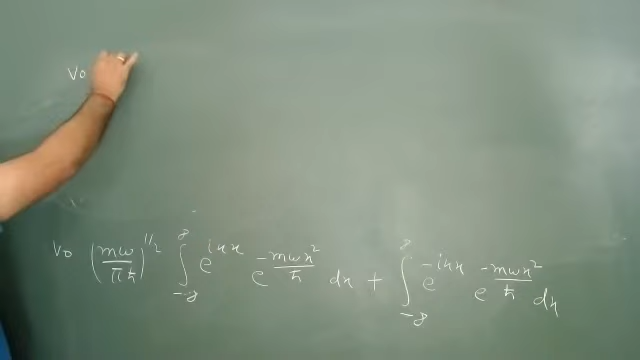 V₀
V₀ (mω/πħ)^1/2 ∫_{-∞}^{∞} e^{ikx} e^{-mωx²/ħ} dx + ∫_{-∞}^{∞} e^{-ikx} e^{-mωx²/ħ} dx